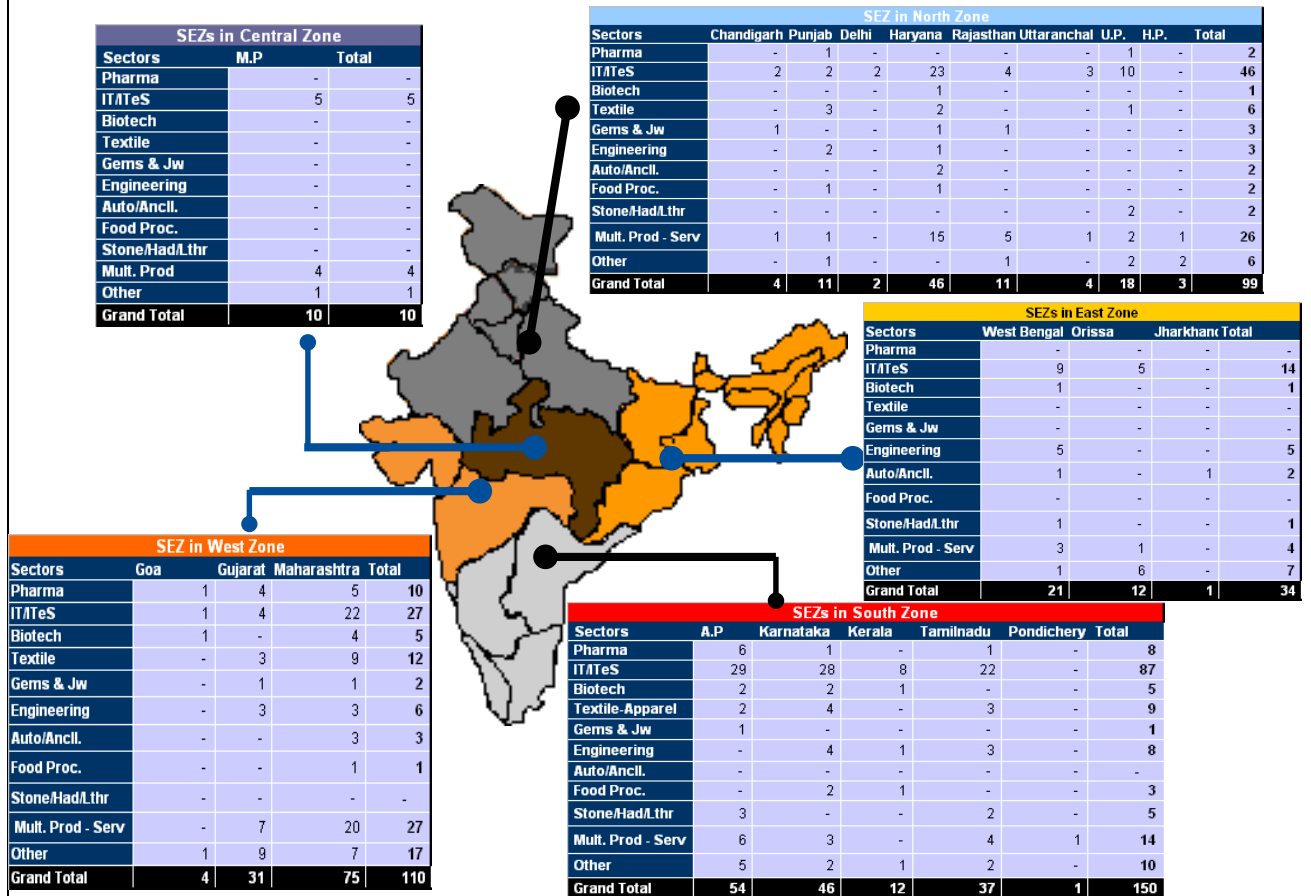 SEZs in Central Zone
Sectors M.P Total
Pharma - -
IT/ITeS 5 5
Biotech - -
Textile - -
Gems & Jw - -
Engineering - -
Auto/Ancll. - -
Food Proc. - -
Stone/Had/Lthr - -
Mult. Prod 4 4
Other 1 1
Grand Total 10 10
SEZ in North Zone
Sectors Chandigarh Punjab Delhi Haryana Rajasthan Uttaranchal U.P. H.P. Total
Pharma - 1 - - - - 1 - 2
IT/ITeS 2 2 2 23 4 3 10 - 46
Biotech - - - 1 - - - - 1
Textile - 3 - 2 - - 1 - 6
Gems & Jw 1 - - 1 1 - - - 3
Engineering - 2 - 1 - - - - 3
Auto/Ancll. - - - 2 - - - - 2
Food Proc. - 1 - 1 - - - - 2
Stone/Had/Lthr - - - - - - 2 - 2
Mult. Prod - Serv 1 1 - 15 5 1 2 1 26
Other - 1 - - 1 - 2 2 6
Grand Total 4 11 2 46 11 4 18 3 99
SEZs in East Zone
Sectors West Bengal Orissa Jharkhand Total
Pharma - - - -
IT/ITeS 9 5 - 14
Biotech 1 - - 1
Textile - - - -
Gems & Jw - - - -
Engineering 5 - - 5
Auto/Ancll. 1 - 1 2
Food Proc. - - - -
Stone/Had/Lthr 1 - - 1
Mult. Prod - Serv 3 1 - 4
Other 1 6 - 7
Grand Total 21 12 1 34
SEZ in West Zone
Sectors Goa Gujarat Maharashtra Total
Pharma 1 4 5 10
IT/ITeS 1 4 22 27
Biotech 1 - 4 5
Textile - 3 9 12
Gems & Jw - 1 1 2
Engineering - 3 3 6
Auto/Ancll. - - 3 3
Food Proc. - - 1 1
Stone/Had/Lthr - - - -
Mult. Prod - Serv - 7 20 27
Other 1 9 7 17
Grand Total 4 31 75 110
SEZs in South Zone
Sectors A.P Karnataka Kerala Tamilnadu Pondichery Total
Pharma 6 1 - 1 - 8
IT/ITeS 29 28 8 22 - 87
Biotech 2 2 1 - - 5
Textile-Apparel 2 4 - 3 - 9
Gems & Jw 1 - - - - 1
Engineering - 4 1 3 - 8
Auto/Ancll. - - - - - -
Food Proc. - 2 1 - - 3
Stone/Had/Lthr 3 - - 2 - 5
Mult. Prod - Serv 6 3 - 4 1 14
Other 5 2 1 2 - 10
Grand Total 54 46 12 37 1 150